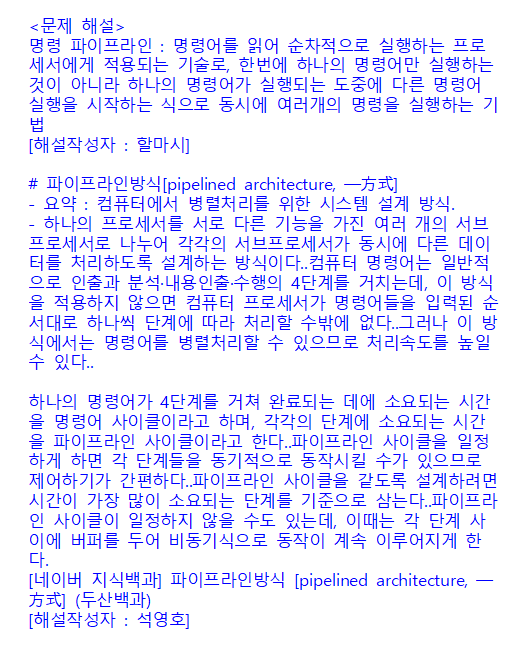 <문제 해설>
명령 파이프라인 : 명령어를 읽어 순차적으로 실행하는 프로
세서에게 적용되는 기술로, 한번에 하나의 명령어만 실행하는
것이 아니라 하나의 명령어가 실행되는 도중에 다른 명령어
실행을 시작하는 식으로 동시에 여러개의 명령을 실행하는 기
법
[해설작성자 : 할마시]

# 파이프라인방식[pipelined architecture, —方式]
- 요약 : 컴퓨터에서 병렬처리를 위한 시스템 설계 방식.
- 하나의 프로세서를 서로 다른 기능을 가진 여러 개의 서브
프로세서로 나누어 각각의 서브프로세서가 동시에 다른 데이
터를 처리하도록 설계하는 방식이다..컴퓨터 명령어는 일반적
으로 인출과 분석·내용인출·수행의 4단계를 거치는데, 이 방식
을 적용하지 않으면 컴퓨터 프로세서가 명령어들을 입력된 순
서대로 하나씩 단계에 따라 처리할 수밖에 없다..그러나 이 방
식에서는 명령어를 병렬처리할 수 있으므로 처리속도를 높일
수 있다..

하나의 명령어가 4단계를 거쳐 완료되는 데에 소요되는 시간
을 명령어 사이클이라고 하며, 각각의 단계에 소요되는 시간
을 파이프라인 사이클이라고 한다..파이프라인 사이클을 일정
하게 하면 각 단계들을 동기적으로 동작시킬 수가 있으므로
제어하기가 간편하다..파이프라인 사이클을 같도록 설계하려면
시간이 가장 많이 소요되는 단계를 기준으로 삼는다..파이프라
인 사이클이 일정하지 않을 수도 있는데, 이때는 각 단계 사
이에 버퍼를 두어 비동기식으로 동작이 계속 이루어지게 한
다.
[네이버 지식백과] 파이프라인방식 [pipelined architecture, —
方式] (두산백과)
[해설작성자 : 석영호]